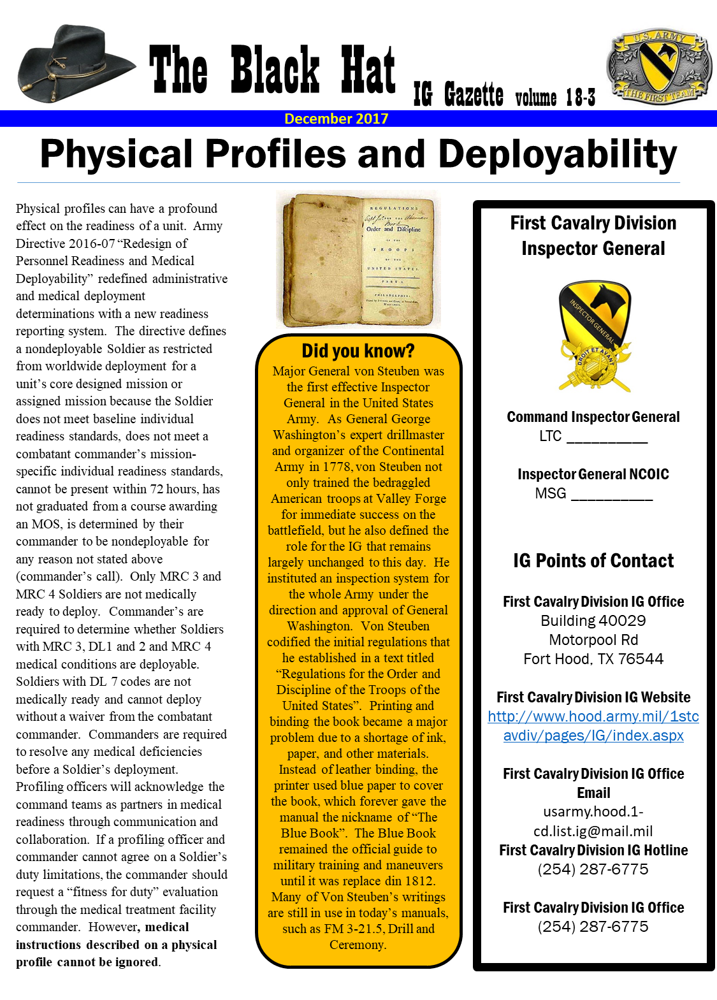 The Black Hat IG Gazette volume 18-3
U.S. ARMY
THE FIRST TEAM
December 2017
Physical Profiles and Deployability
Physical profiles can have a profound
effect on the readiness of a unit. Army
Directive 2016-07 “Redesign of
Personnel Readiness and Medical
Deployability” redefined administrative
and medical deployment
determinations with a new readiness
reporting system. The directive defines
a nondeployable Soldier as restricted
from worldwide deployment for a
unit’s core designed mission or
assigned mission because the Soldier
does not meet baseline individual
readiness standards, does not meet a
combatant commander’s mission-
specific individual readiness standards,
cannot be present within 72 hours, has
not graduated from a course awarding
an MOS, is determined by their
commander to be nondeployable for
any reason not stated above
(commander’s call). Only MRC 3 and
MRC 4 Soldiers are not medically
ready to deploy. Commander’s are
required to determine whether Soldiers
with MRC 3, DL1 and 2 and MRC 4
medical conditions are deployable.
Soldiers with DL 7 codes are not
medically ready and cannot deploy
without a waiver from the combatant
commander. Commanders are required
to resolve any medical deficiencies
before a Soldier’s deployment.
Profiling officers will acknowledge the
command teams as partners in medical
readiness through communication and
collaboration. If a profiling officer and
commander cannot agree on a Soldier’s
duty limitations, the commander should
request a “fitness for duty” evaluation
through the medical treatment facility
commander. However, medical
instructions described on a physical
profile cannot be ignored.
REGULATIONS
FOR THE
Order and Discipline
OF THE
TROOPS
OF THE
UNITED STATES.
PART I.
PHILADELPHIA:
Did you know?
Major General von Steuben was
the first effective Inspector
General in the United States
Army. As General George
Washington’s expert drillmaster
and organizer of the Continental
Army in 1778, von Steuben not
only trained the bedraggled
American troops at Valley Forge
for immediate success on the
battlefield, but he also defined the
role for the IG that remains
largely unchanged to this day. He
instituted an inspection system for
the whole Army under the
direction and approval of General
Washington. Von Steuben
codified the initial regulations that
he established in a text titled
“Regulations for the Order and
Discipline of the Troops of the
United States”. Printing and
binding the book became a major
problem due to a shortage of ink,
paper, and other materials.
Instead of leather binding, the
printer used blue paper to cover
the book, which forever gave the
manual the nickname of “The
Blue Book”. The Blue Book
remained the official guide to
military training and maneuvers
until it was replace din 1812.
Many of Von Steuben’s writings
are still in use in today’s manuals,
such as FM 3-21.5, Drill and
Ceremony.
First Cavalry Division
Inspector General
INSPECTOR GENERAL
DROIT ET AVANT
Command Inspector General
LTC __________
Inspector General NCOIC
MSG __________
IG Points of Contact
First Cavalry Division IG Office
Building 40029
Motorpool Rd
Fort Hood, TX 76544
First Cavalry Division IG Website
http://www.hood.army.mil/1stc
avdiv/pages/IG/index.aspx
First Cavalry Division IG Office
Email
usarmy.hood.1-
cd.list.ig@mail.mil
First Cavalry Division IG Hotline
(254) 287-6775
First Cavalry Division IG Office
(254) 287-6775